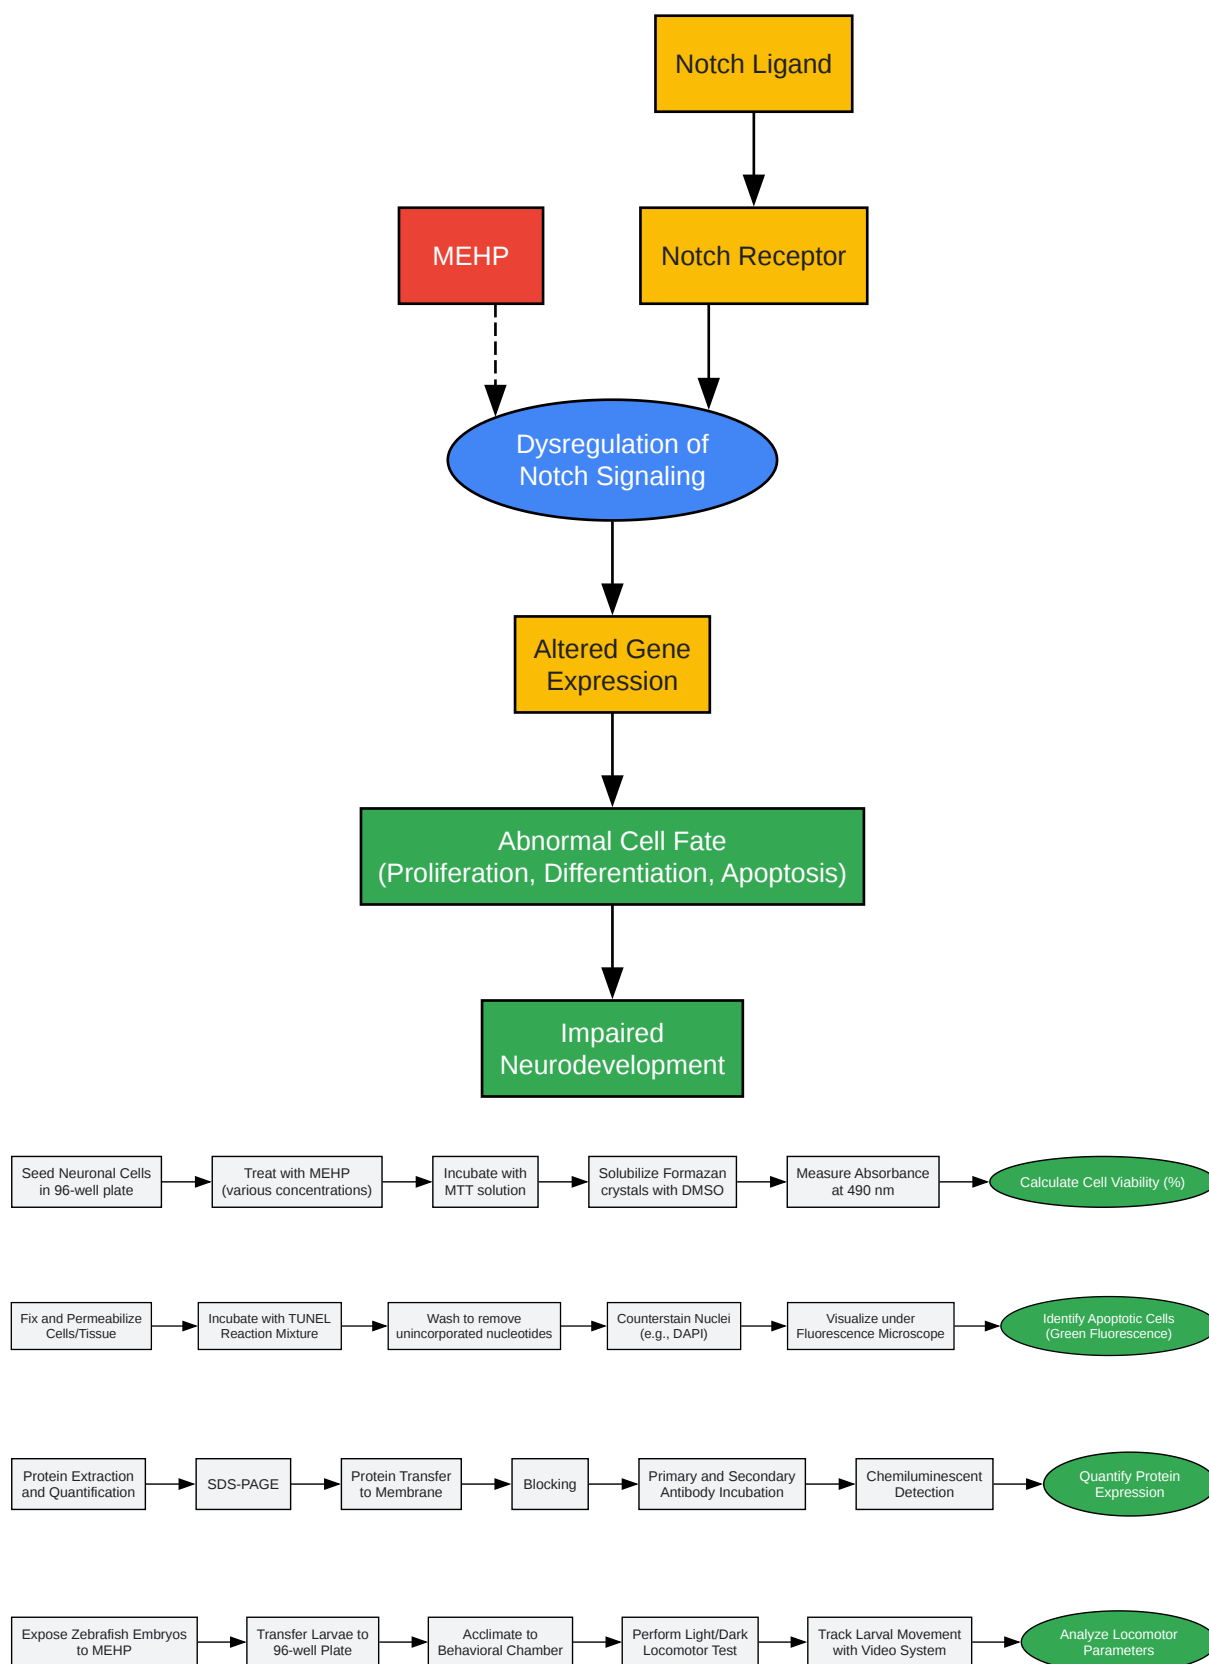 Notch Ligand
MEHP
Notch Receptor
Dysregulation of
Notch Signaling
Altered Gene
Expression
Abnormal Cell Fate
(Proliferation, Differentiation, Apoptosis)
Impaired
Neurodevelopment
Seed Neuronal Cells
in 96-well plate
Treat with MEHP
(various concentrations)
Incubate with
MTT solution
Solubilize Formazan
crystals with DMSO
Measure Absorbance
at 490 nm
Calculate Cell Viability (%)
Fix and Permeabilize
Cells/Tissue
Incubate with TUNEL
Reaction Mixture
Wash to remove
unincorporated nucleotides
Counterstain Nuclei
(e.g., DAPI)
Visualize under
Fluorescence Microscope
Identify Apoptotic Cells
(Green Fluorescence)
Protein Extraction
and Quantification
SDS-PAGE
Protein Transfer
to Membrane
Blocking
Primary and Secondary
Antibody Incubation
Chemiluminescent
Detection
Quantify Protein
Expression
Expose Zebrafish Embryos
to MEHP
Transfer Larvae to
96-well Plate
Acclimate to
Behavioral Chamber
Perform Light/Dark
Locomotor Test
Track Larval Movement
with Video System
Analyze Locomotor
Parameters